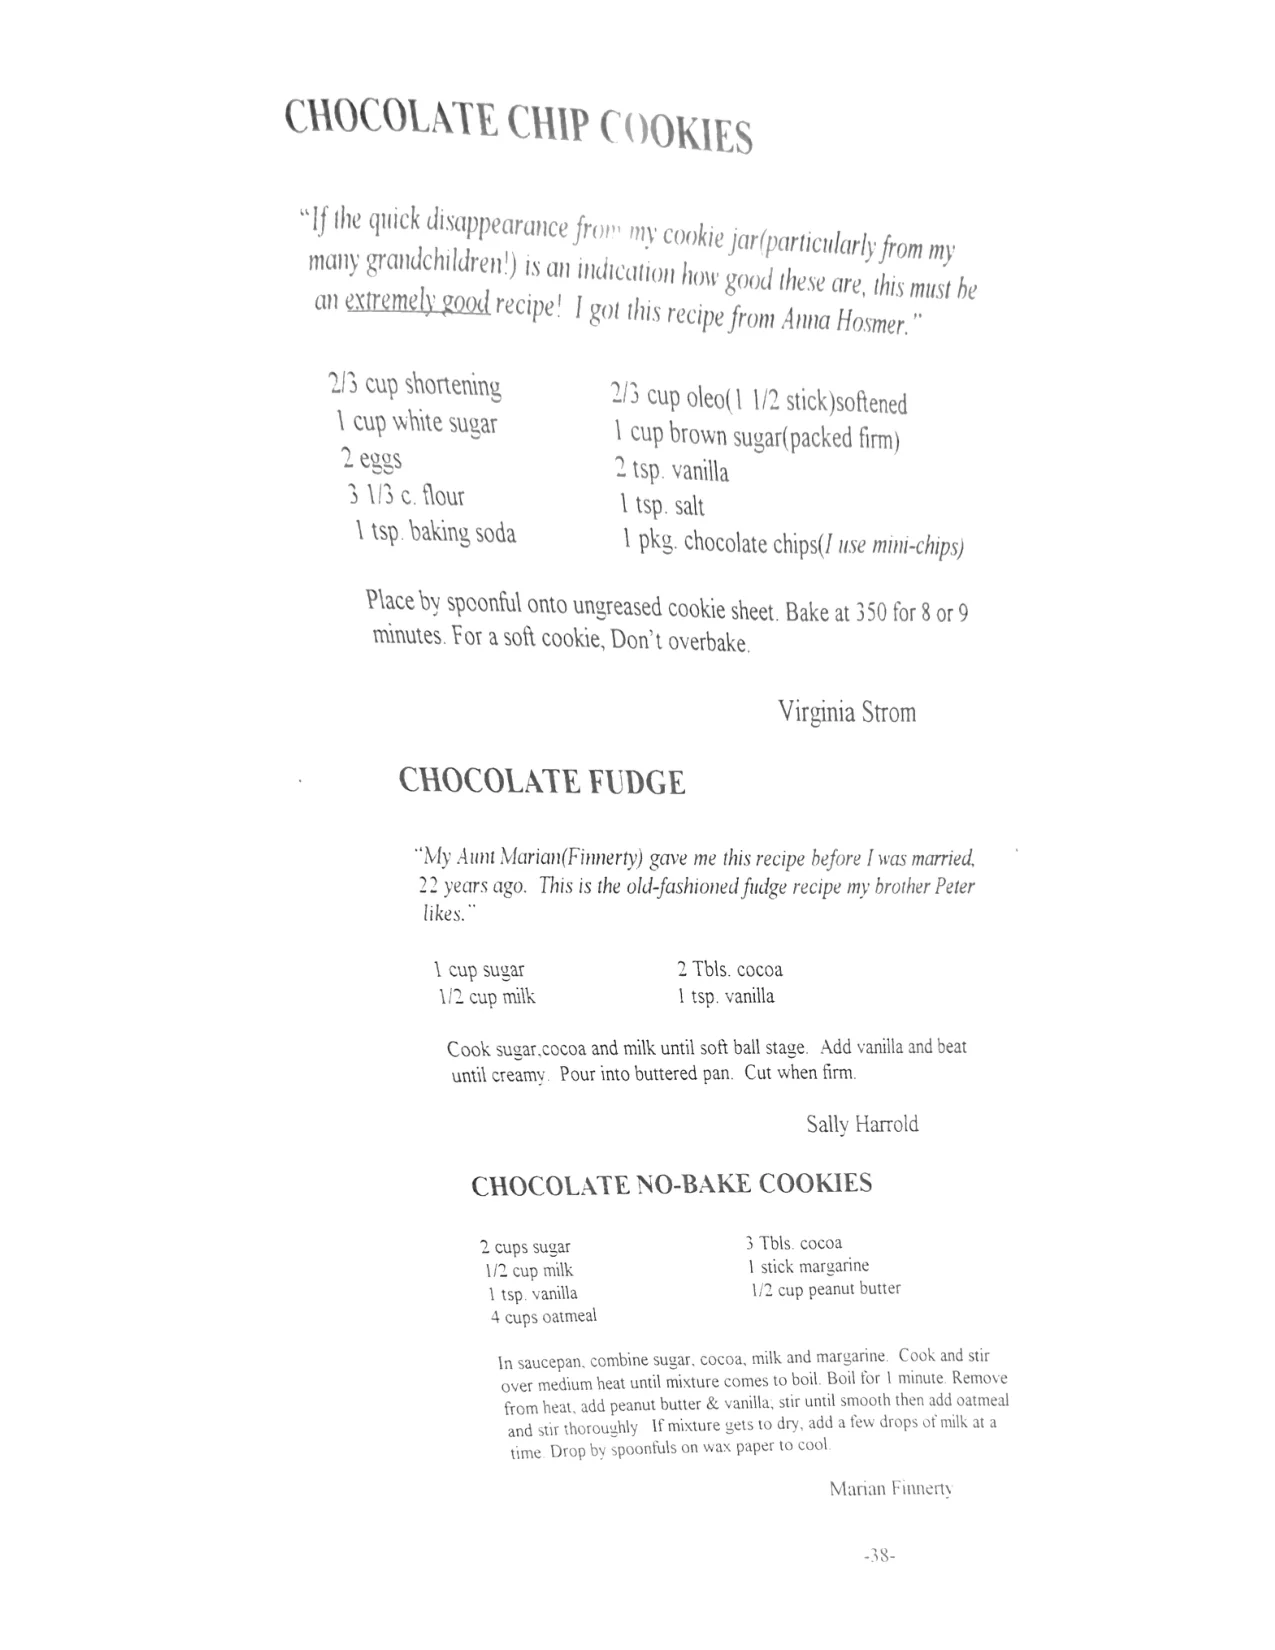 CHOCOLATE CHIP COOKIES
“If the quick disappearance from my cookie jar(particularly from my
many grandchildren!) is an indication how good these are, this must be
an extremely good recipe! I got this recipe from Anna Hosmer.”
2/3 cup shortening
1 cup white sugar
2 eggs
3 1/3 c. flour
1 tsp. baking soda
2/3 cup oleo(1 1/2 stick)softened
1 cup brown sugar(packed firm)
2 tsp. vanilla
1 tsp. salt
1 pkg. chocolate chips(I use mini-chips)
Place by spoonful onto ungreased cookie sheet. Bake at 350 for 8 or 9
minutes. For a soft cookie, Don't overbake.
Virginia Strom
CHOCOLATE FUDGE
“My Aunt Marian(Finnerty) gave me this recipe before I was married,
22 years ago. This is the old-fashioned fudge recipe my brother Peter
likes.”
1 cup sugar
1/2 cup milk
2 Tbls. cocoa
1 tsp. vanilla
Cook sugar,cocoa and milk until soft ball stage. Add vanilla and beat
until creamy. Pour into buttered pan. Cut when firm.
Sally Harrold
CHOCOLATE NO-BAKE COOKIES
2 cups sugar
1/2 cup milk
1 tsp. vanilla
4 cups oatmeal
3 Tbls. cocoa
1 stick margarine
1/2 cup peanut butter
In saucepan, combine sugar, cocoa, milk and margarine. Cook and stir
over medium heat until mixture comes to boil. Boil for 1 minute. Remove
from heat, add peanut butter & vanilla; stir until smooth then add oatmeal
and stir thoroughly If mixture gets to dry, add a few drops of milk at a
time. Drop by spoonfuls on wax paper to cool.
Marian Finnerty
-38-